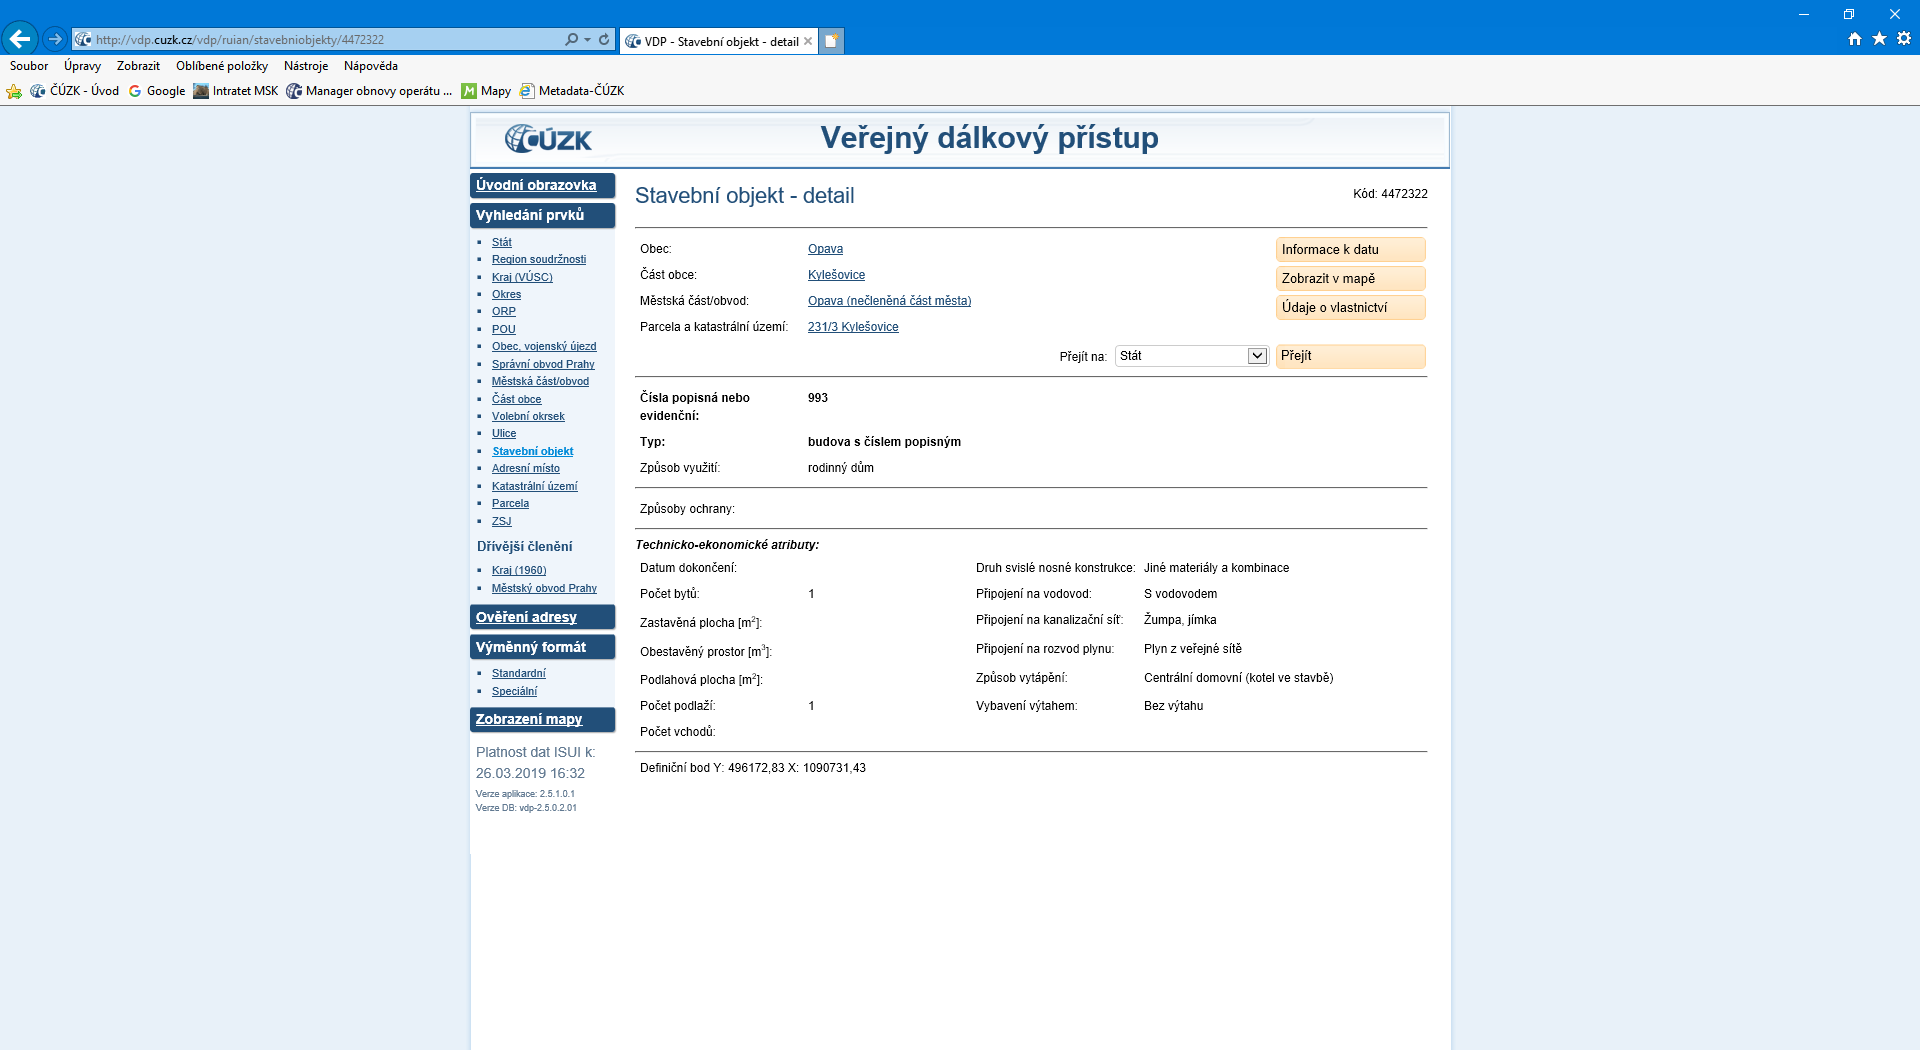 http://vdp.cuzk.cz/vdp/ruian/stavebniobjekty/4472322
VDP - Stavební objekt - detail
Soubor Úpravy Zobrazit Oblíbené položky Nástroje Nápověda
ČÚZK - Úvod Google Intratet MSK Manager obnovy operátu ... Mapy Metadata-ČÚZK
ČÚZK
Veřejný dálkový přístup
Úvodní obrazovka
Vyhledání prvků
Stát
Region soudržnosti
Kraj (VÚSC)
Okres
ORP
POU
Obec, vojenský újezd
Správní obvod Prahy
Městská část/obvod
Část obce
Volební okrsek
Ulice
Stavební objekt
Adresní místo
Katastrální území
Parcela
ZSJ
Dřívější členění
Kraj (1960)
Městský obvod Prahy
Ověření adresy
Výměnný formát
Standardní
Speciální
Zobrazení mapy
Platnost dat ISUI k:
26.03.2019 16:32
Verze aplikace: 2.5.1.0.1
Verze DB: vdp-2.5.0.2.01
Stavební objekt - detail
Kód: 4472322
Obec: Opava
Část obce: Kylešovice
Městská část/obvod: Opava (nečleněná část města)
Parcela a katastrální území: 231/3 Kylešovice
Informace k datu
Zobrazit v mapě
Údaje o vlastnictví
Přejít na: Stát Přejít
Čísla popisná nebo evidenční: 993
Typ: budova s číslem popisným
Způsob využití: rodinný dům
Způsoby ochrany:
Technicko-ekonomické atributy:
Datum dokončení: Druh svislé nosné konstrukce: Jiné materiály a kombinace
Počet bytů: 1 Připojení na vodovod: S vodovodem
Zastavěná plocha [m²]: Připojení na kanalizační síť: Žumpa, jímka
Obestavěný prostor [m³]: Připojení na rozvod plynu: Plyn z veřejné sítě
Podlahová plocha [m²]: Způsob vytápění: Centrální domovní (kotel ve stavbě)
Počet podlaží: 1 Vybavení výtahem: Bez výtahu
Počet vchodů:
Definiční bod Y: 496172,83 X: 1090731,43